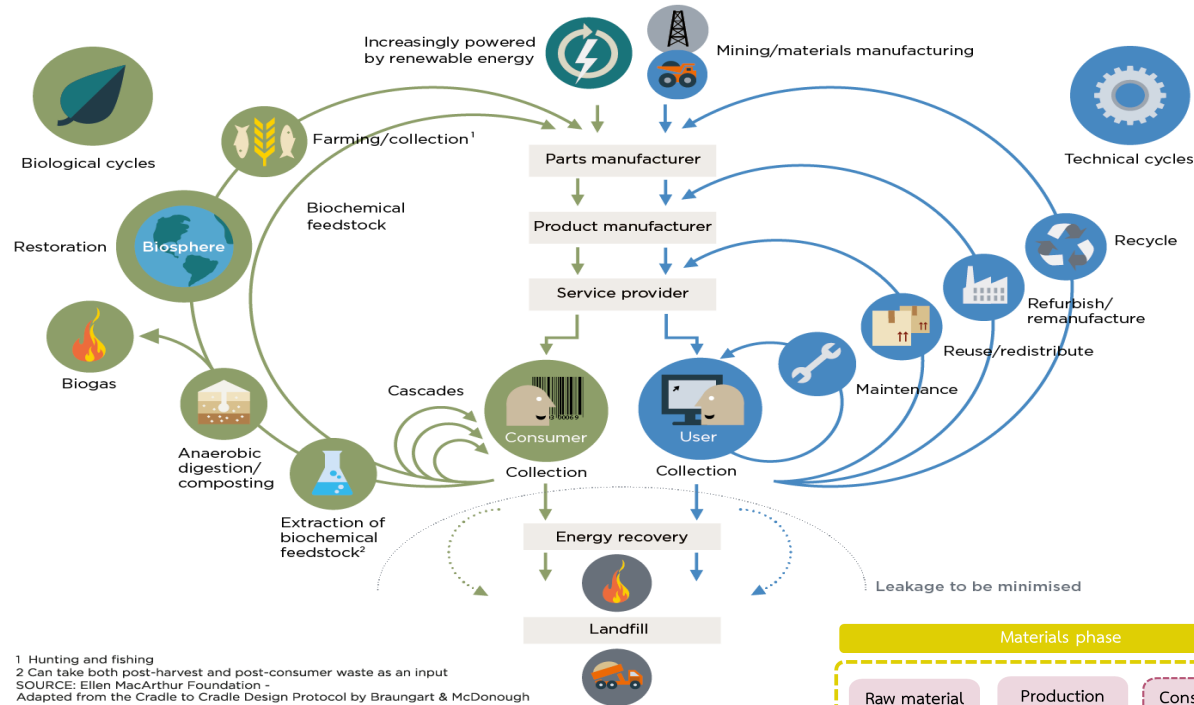 Increasingly powered
by renewable energy
Mining/materials manufacturing
Biological cycles
Farming/collection¹
Parts manufacturer
Technical cycles
Biochemical
feedstock
Restoration
Biosphere
Product manufacturer
Recycle
Service provider
Refurbish/
remanufacture
Biogas
Reuse/redistribute
Cascades
Maintenance
Consumer
User
Anaerobic
digestion/
composting
Collection
Collection
Extraction of
biochemical
feedstock²
Energy recovery
Leakage to be minimised
Landfill
Materials phase
1 Hunting and fishing
2 Can take both post-harvest and post-consumer waste as an input
SOURCE: Ellen MacArthur Foundation -
Adapted from the Cradle to Cradle Design Protocol by Braungart & McDonough
Raw material
Production